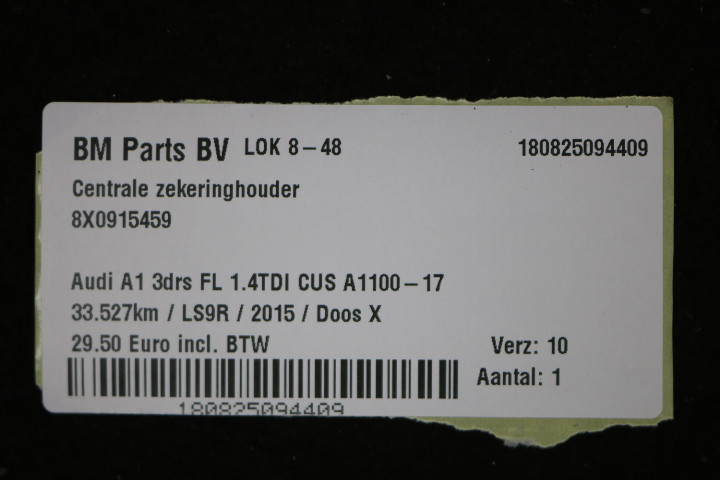 BM Parts BV LOK 8-48 180825094409
Centrale zekeringhouder
8X0915459
Audi A1 3drs FL 1.4TDI CUS A1100-17
33.527km / LS9R / 2015 / Doos X
29.50 Euro incl. BTW Verz: 10
Aantal: 1
180825094409